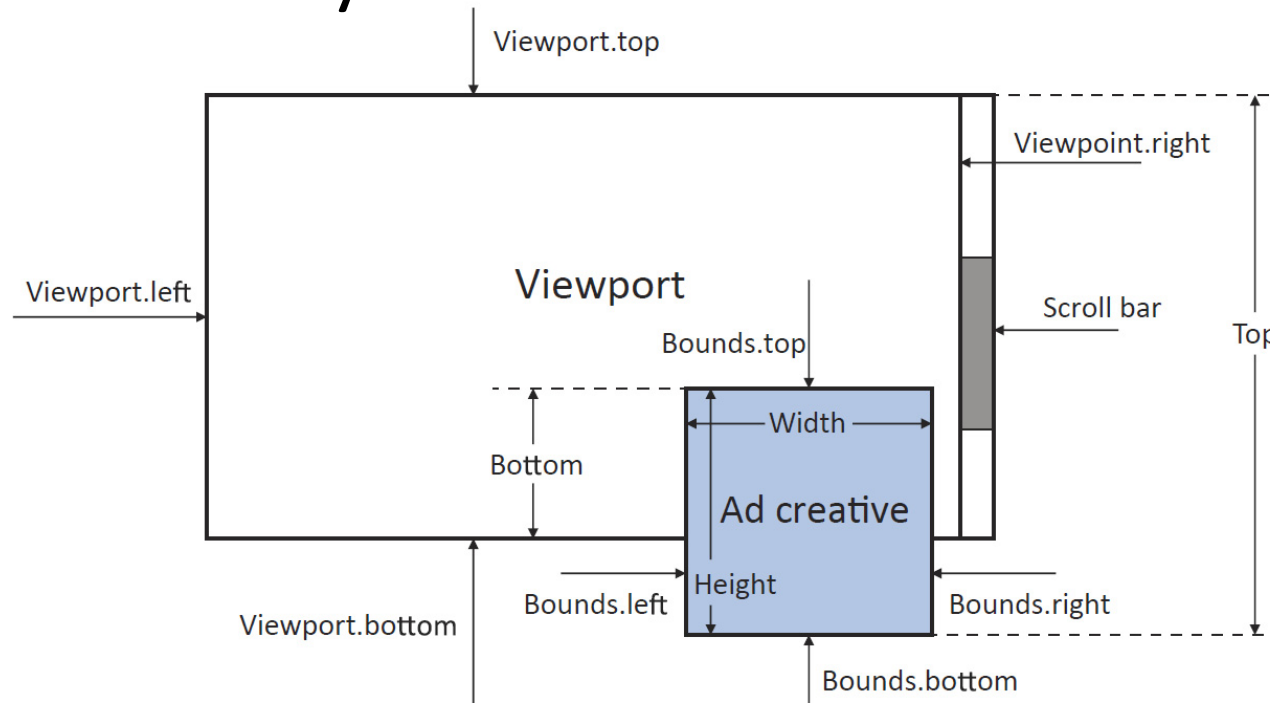 Viewport.top
Viewpoint.right
Viewport.left
Viewport
Scroll bar
Bounds.top
Top
Width
Bottom
Ad creative
Height
Bounds.left
Bounds.right
Viewport.bottom
Bounds.bottom